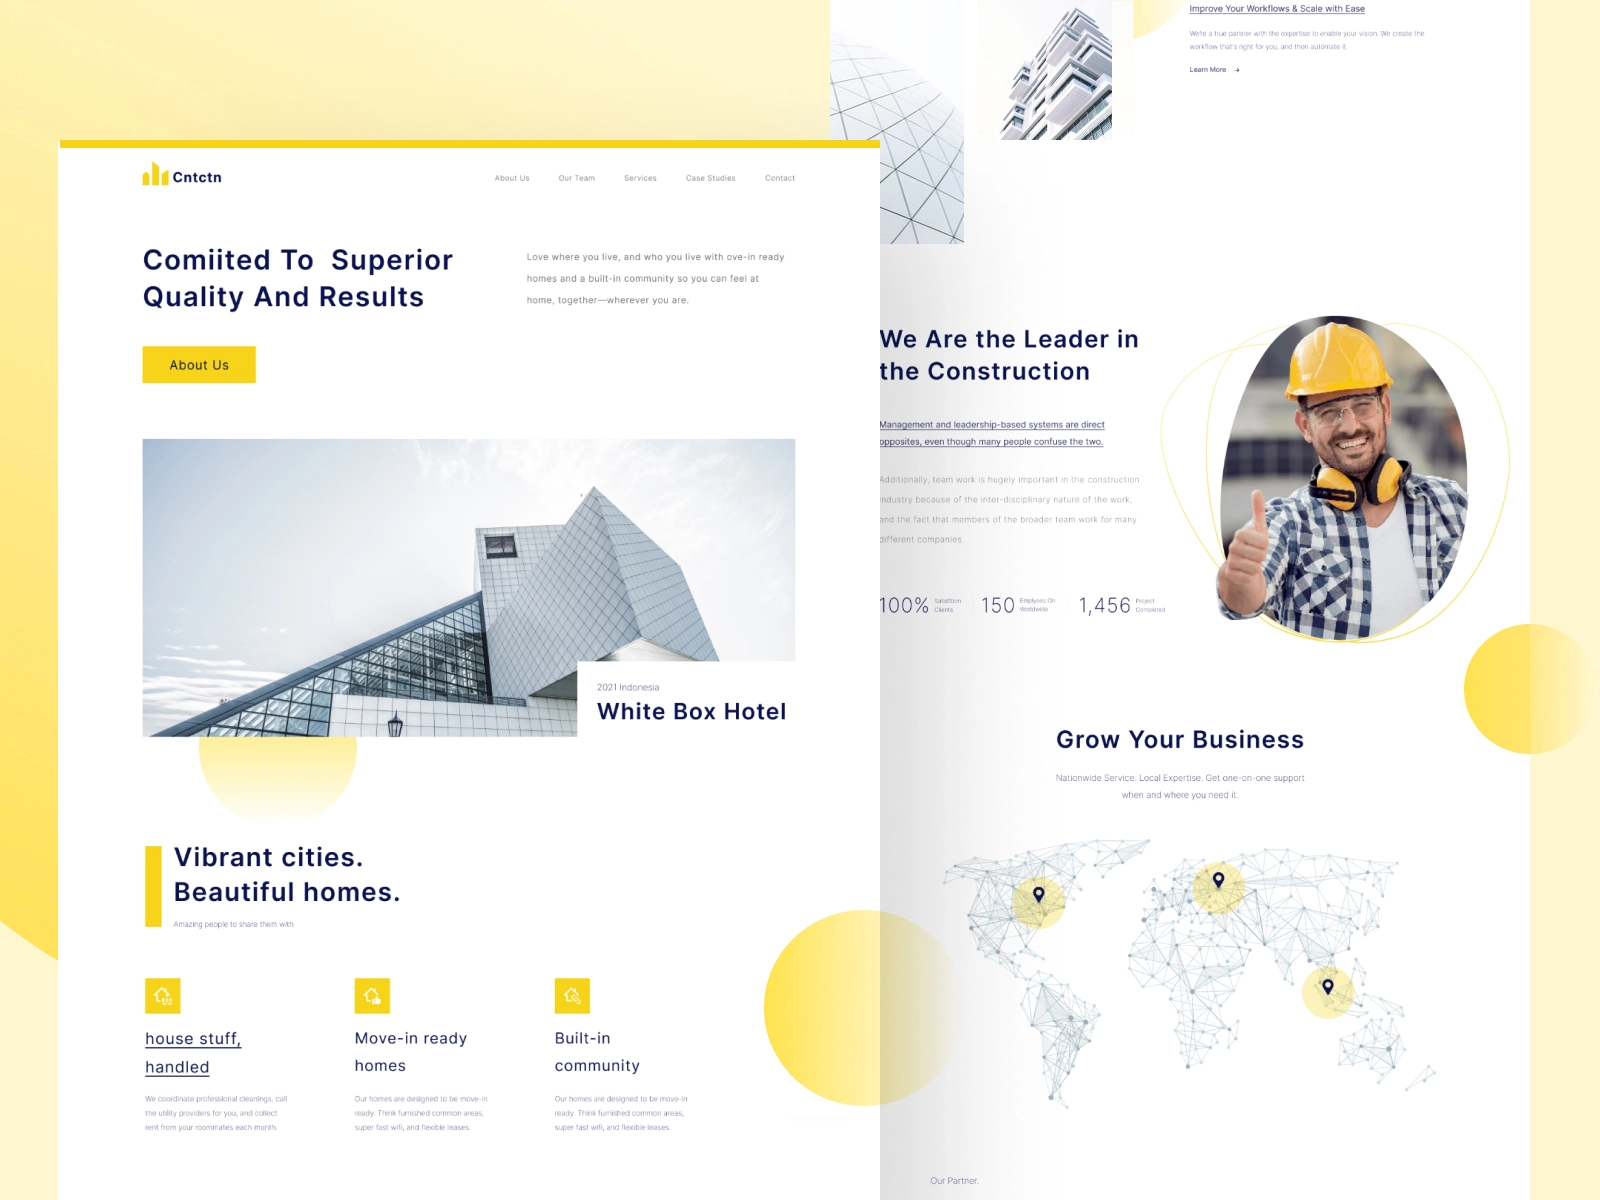 Cntctn
About Us
Our Team
Services
Case Studies
Contact
Comiited To Superior
Quality And Results
Love where you live, and who you live with ove-in ready
homes and a built-in community so you can feel at
home, together—wherever you are.
About Us
2021 Indonesia
White Box Hotel
Vibrant cities.
Beautiful homes.
Amazing people to share them with
house stuff,
handled
We coordinate professional cleanings, call
the utility providers for you, and collect
rent from your roommates each month.
Move-in ready
homes
Our homes are designed to be move-in
ready. Think furnished common areas,
super fast wifi, and flexible leases.
Built-in
community
Our homes are designed to be move-in
ready. Think furnished common areas,
super fast wifi, and flexible leases.
Improve Your Workflows & Scale with Ease
We're a true partner with the expertise to enable your vision. We create the
workflow that's right for you, and then automate it.
Learn More →
We Are the Leader in
the Construction
Management and leadership-based systems are direct
opposites, even though many people confuse the two.
Additionally, team work is hugely important in the construction
industry because of the inter-disciplinary nature of the work,
and the fact that members of the broader team work for many
different companies.
100%
Clients
150
Emplyees On
Worldwide
1,456
Project
Completed
Grow Your Business
Nationwide Service. Local Expertise. Get one-on-one support
when and where you need it.
Our Partner.